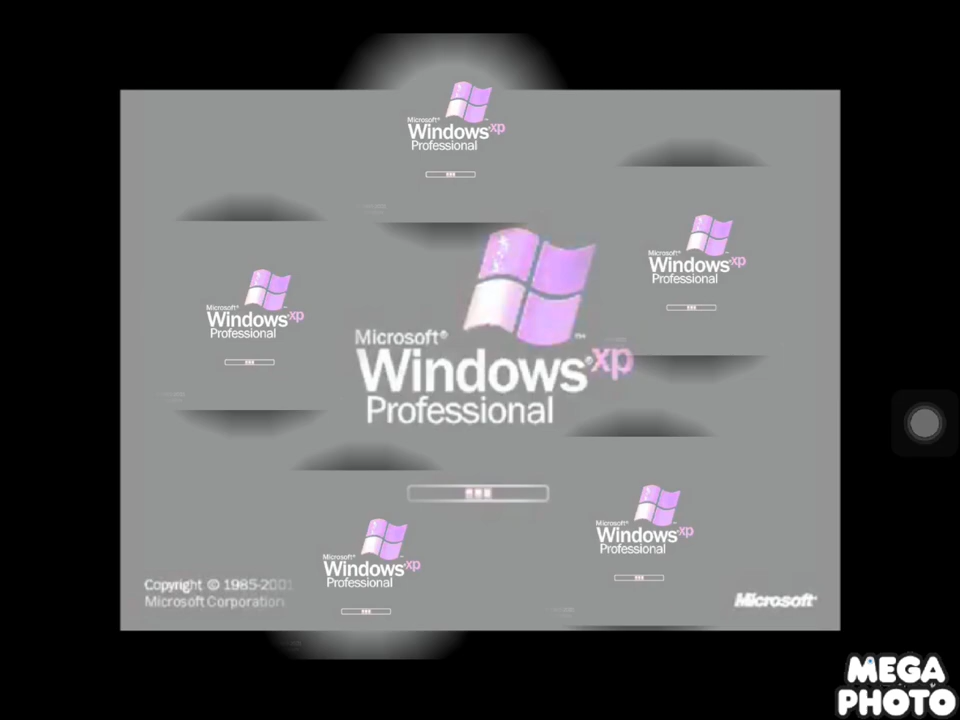 Microsoft®
Windows xp
Professional
Microsoft®
Windows xp
Professional
Microsoft®
Windows xp
Professional
Microsoft®
Windows xp™
Professional
Microsoft®
Windows xp
Professional
Microsoft®
Windows xp
Professional
Copyright © 1985-2001
Microsoft Corporation
Microsoft®
MEGA
PHOTO